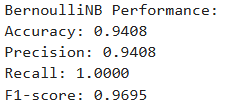 BernoulliNB Performance:
Accuracy: 0.9408
Precision: 0.9408
Recall: 1.0000
F1-score: 0.9695